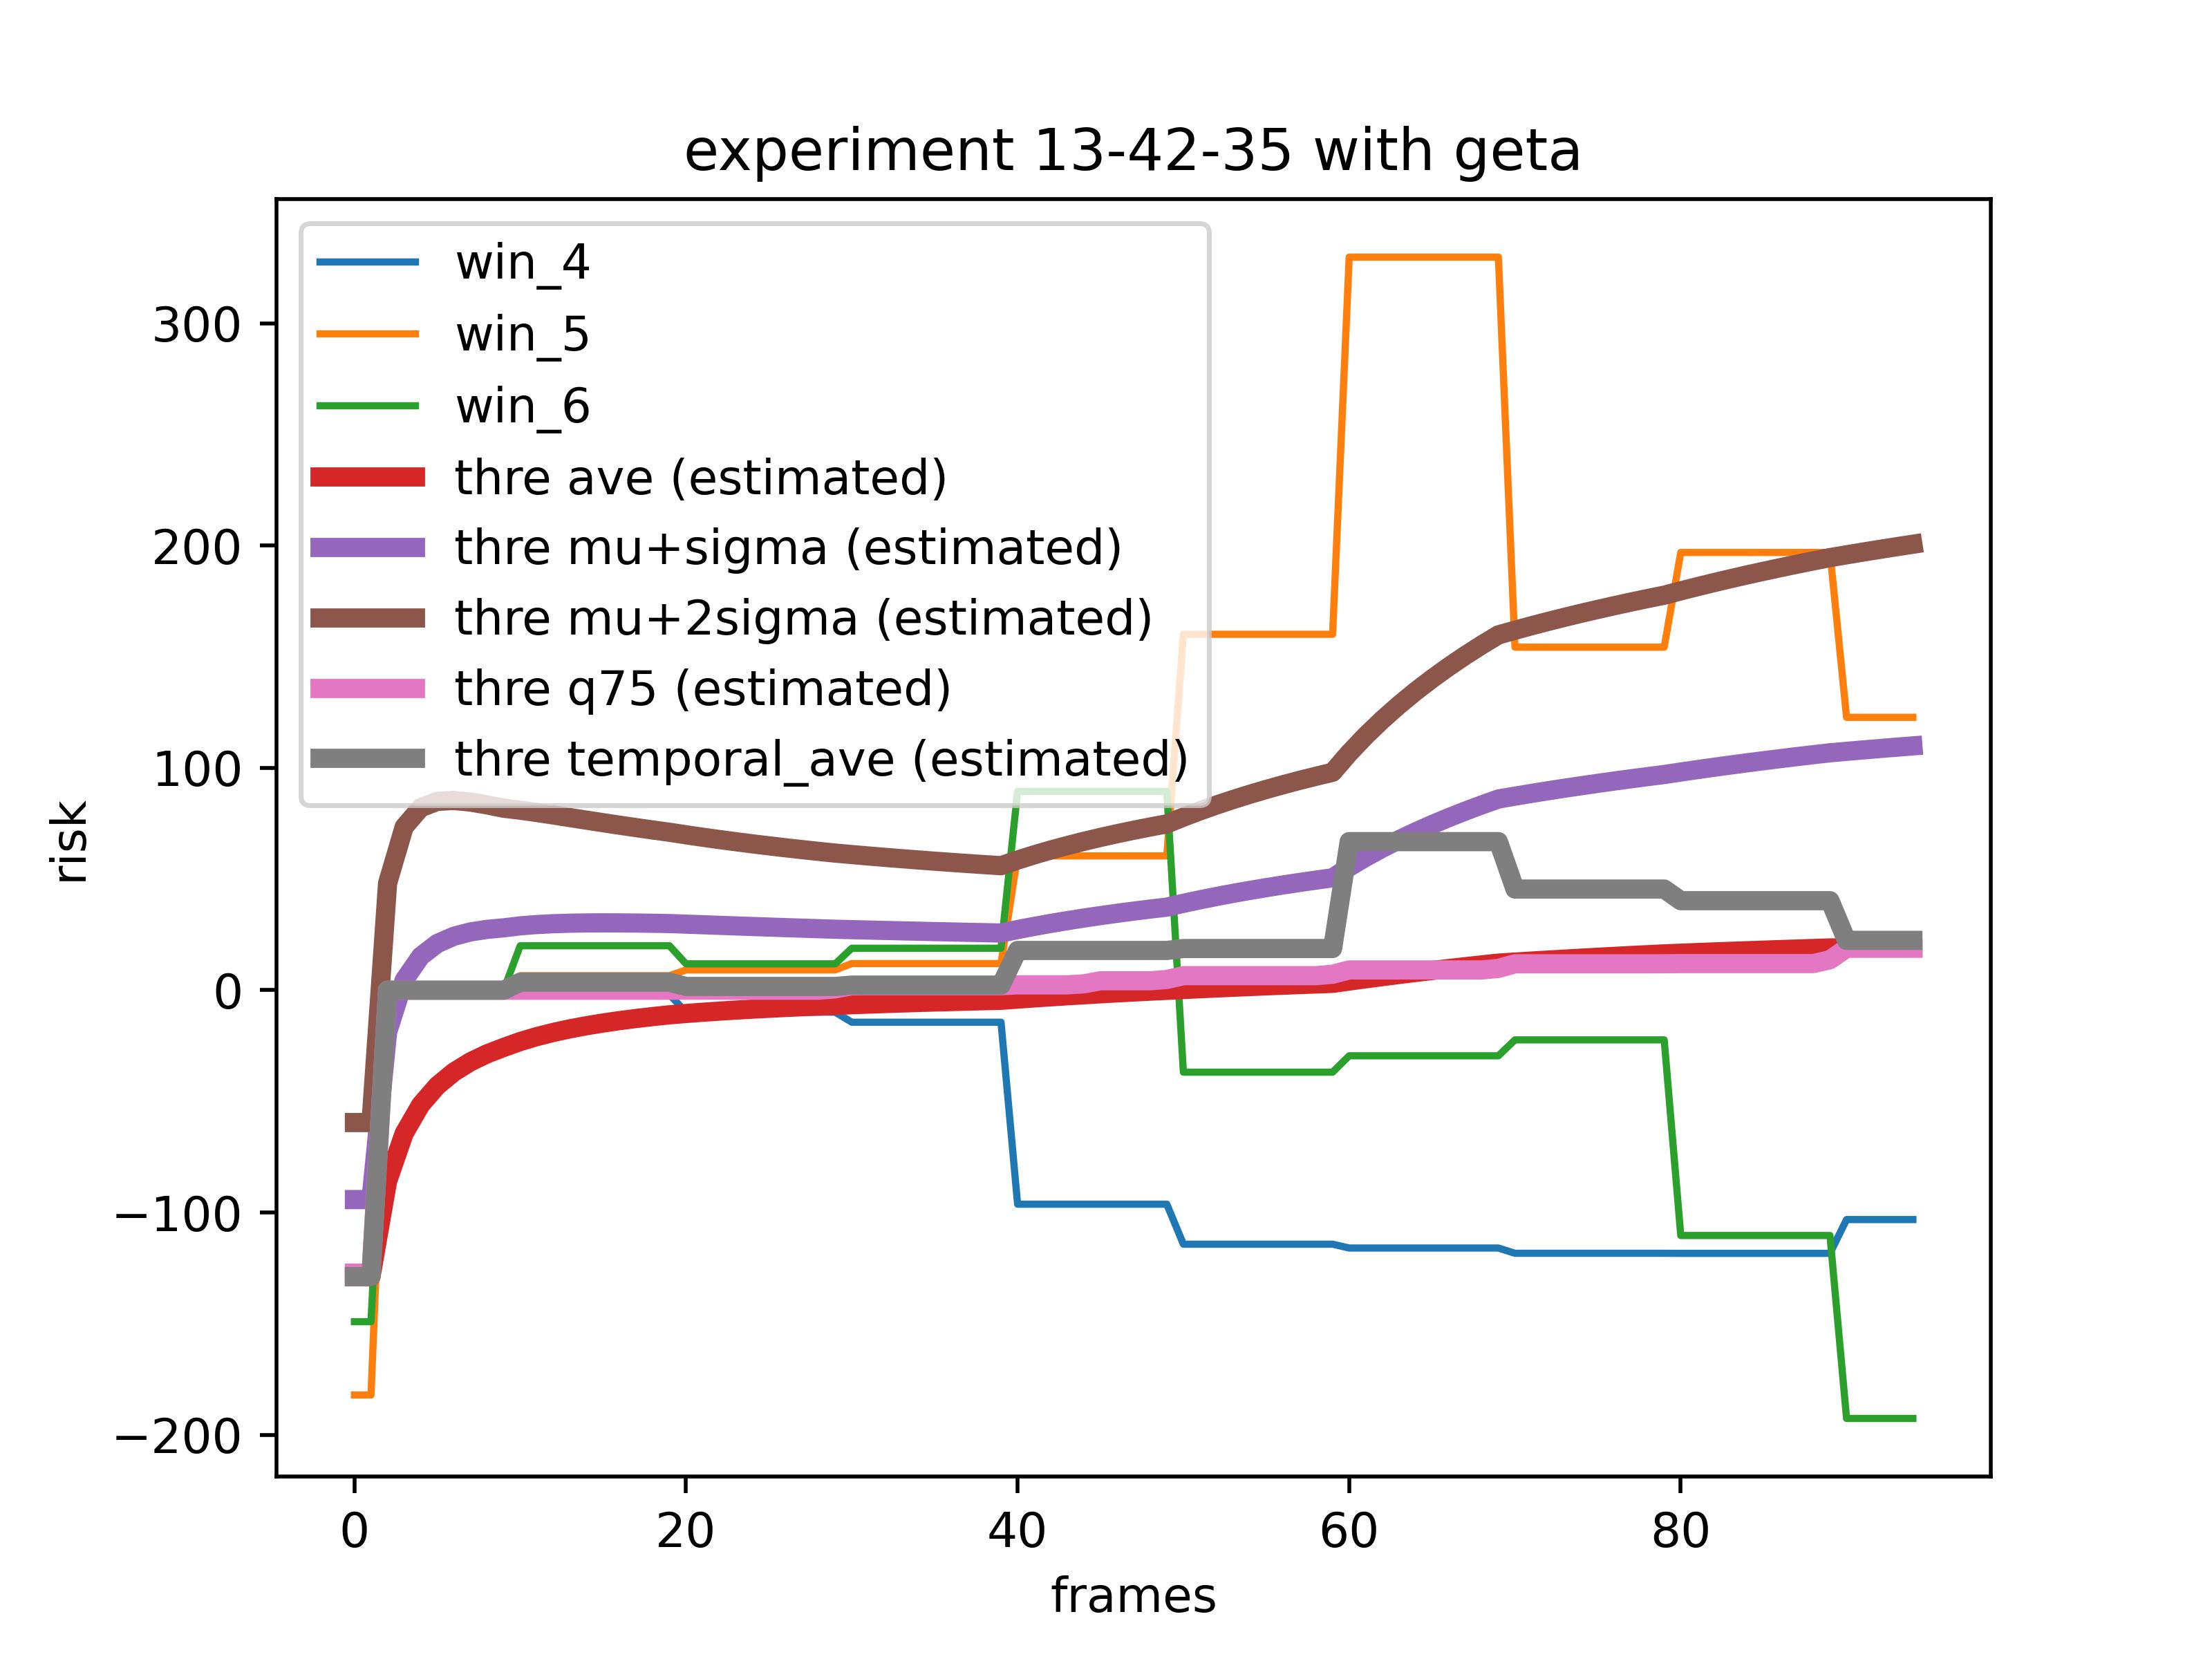 experiment 13-42-35 with geta
win_4
win_5
win_6
thre ave (estimated)
thre mu+sigma (estimated)
thre mu+2sigma (estimated)
thre q75 (estimated)
thre temporal_ave (estimated)
risk
300
200
100
0
−100
−200
0 20 40 60 80
frames